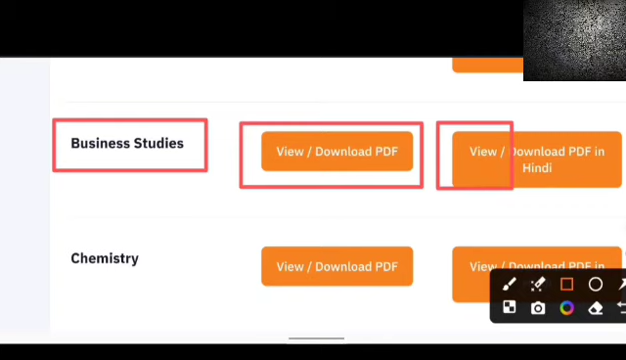 Business Studies
View / Download PDF
View / Download PDF in
Hindi
Chemistry
View / Download PDF
View / Download PDF in